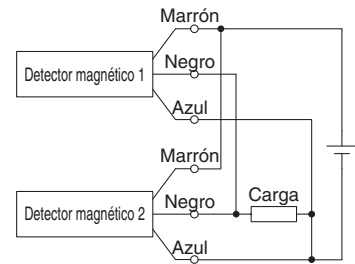 Marrón
Detector magnético 1
Negro
Azul
Marrón
Detector magnético 2
Negro
Carga
Azul